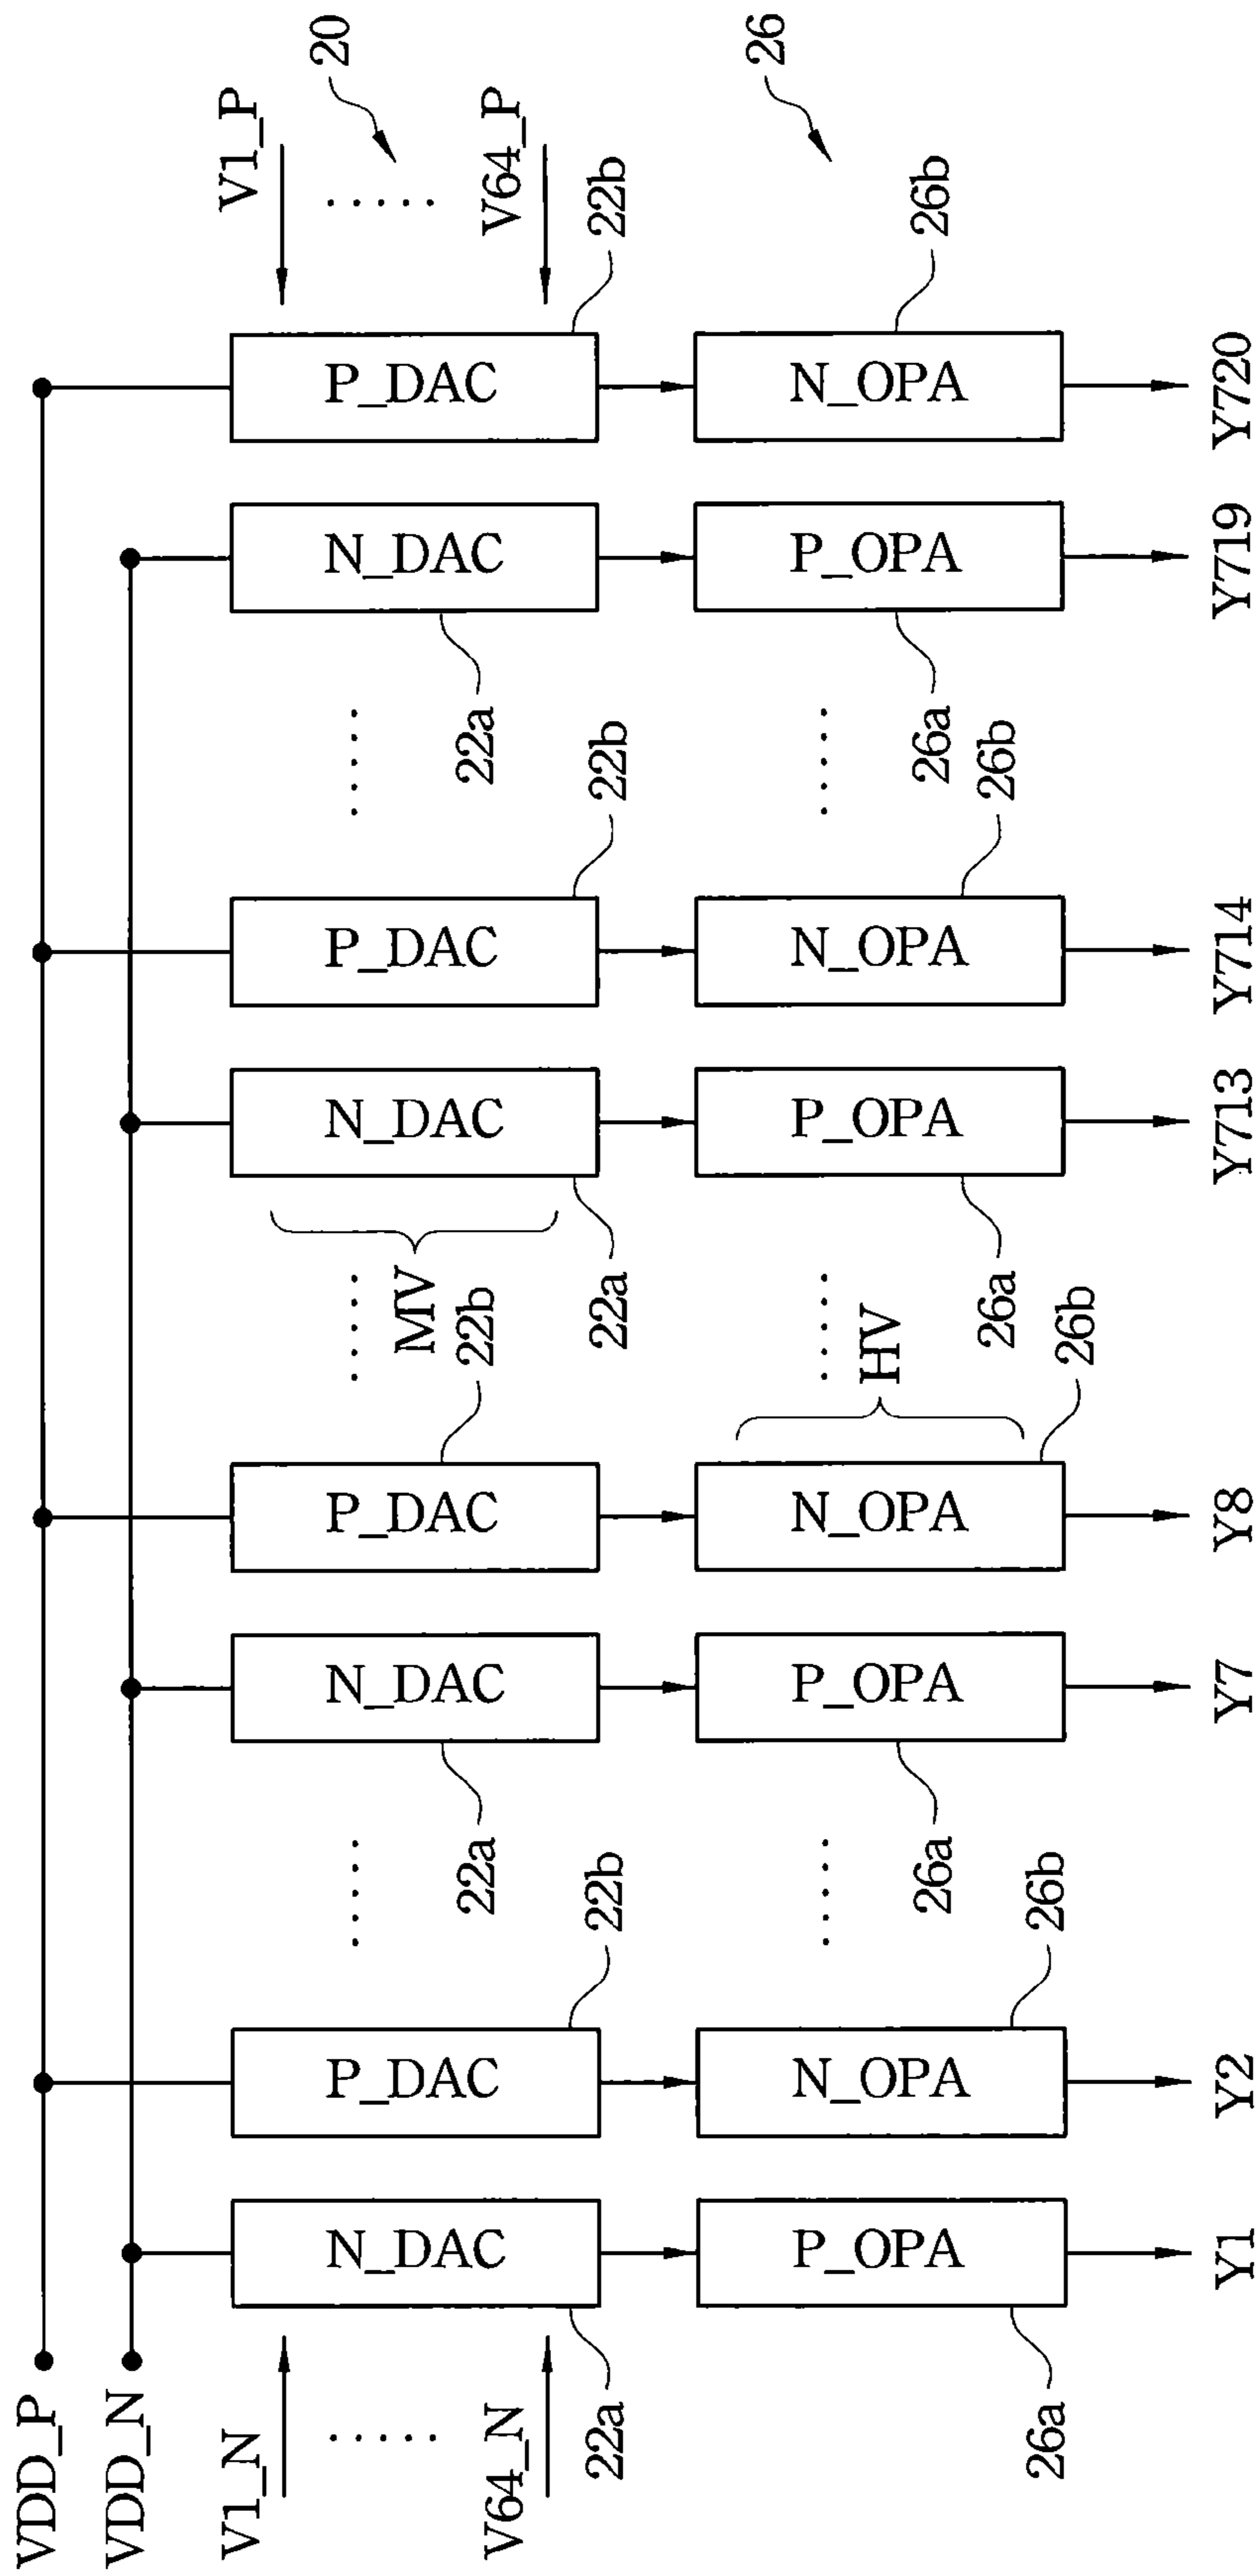 VDD_P
VDD_N
V1_N
.....
V64_N
V1_P
.....
V64_P
20
N_DAC
P_DAC
.....
N_DAC
P_DAC
.....
N_DAC
P_DAC
.....
N_DAC
P_DAC
22a
22b
22a
22b
MV
22a
22b
22a
22b
26
P_OPA
N_OPA
.....
P_OPA
N_OPA
.....
P_OPA
N_OPA
.....
P_OPA
N_OPA
26a
26b
26a
26b
HV
26a
26b
26a
26b
Y1
Y2
Y7
Y8
Y713
Y714
Y719
Y720